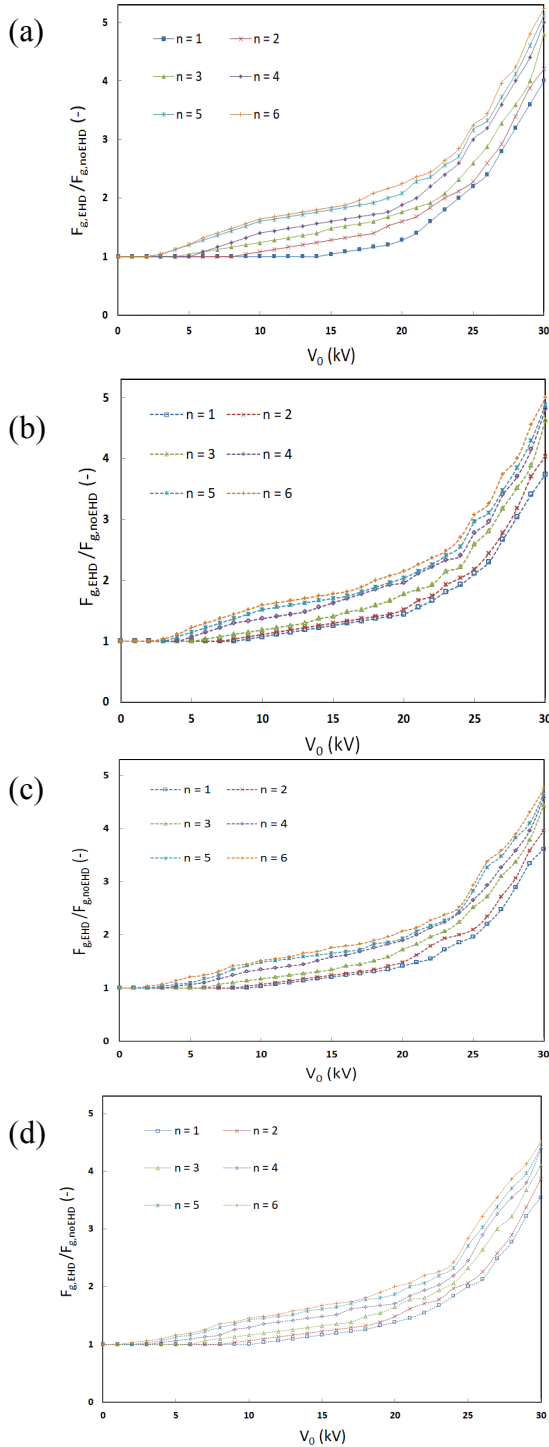 (a)
n = 1 n = 2
n = 3 n = 4
n = 5 n = 6
F_g,EHD /F_g,noEHD (-)
5
4
3
2
1
0
0 5 10 15 20 25 30
V_0 (kV)
(b)
n = 1 n = 2
n = 3 n = 4
n = 5 n = 6
F_g,EHD /F_g,noEHD (-)
5
4
3
2
1
0
0 5 10 15 20 25 30
V_0 (kV)
(c)
n = 1 n = 2
n = 3 n = 4
n = 5 n = 6
F_g,EHD /F_g,noEHD (-)
5
4
3
2
1
0
0 5 10 15 20 25 30
V_0 (kV)
(d)
n = 1 n = 2
n = 3 n = 4
n = 5 n = 6
F_g,EHD /F_g,noEHD (-)
5
4
3
2
1
0
0 5 10 15 20 25 30
V_0 (kV)